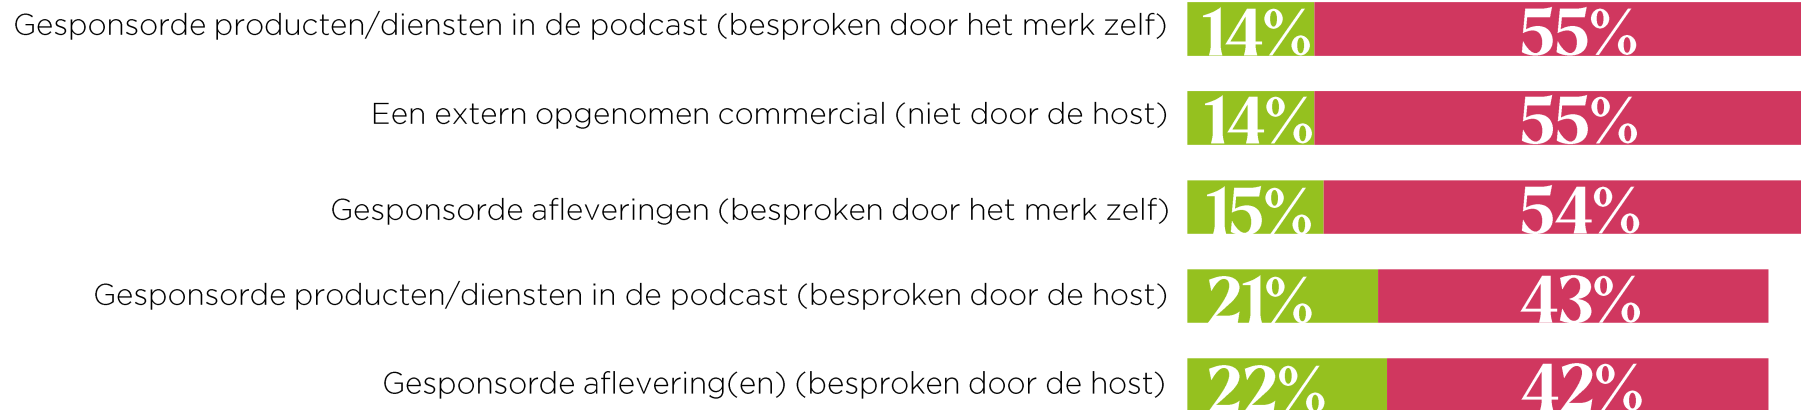 Gesponsorde producten/diensten in de podcast (besproken door het merk zelf) 14% 55%
Een extern opgenomen commercial (niet door de host) 14% 55%
Gesponsorde afleveringen (besproken door het merk zelf) 15% 54%
Gesponsorde producten/diensten in de podcast (besproken door de host) 21% 43%
Gesponsorde aflevering(en) (besproken door de host) 22% 42%